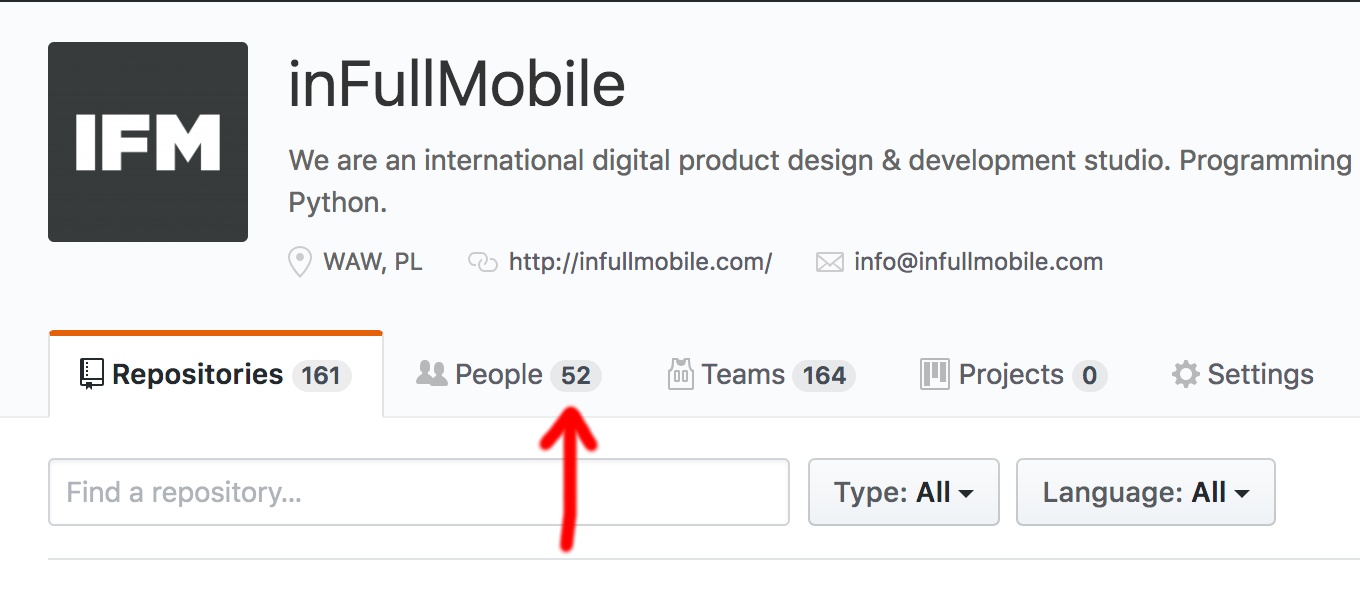 IFM
inFullMobile
We are an international digital product design & development studio. Programming
Python.
WAW, PL http://infullmobile.com/ info@infullmobile.com
Repositories 161 People 52 Teams 164 Projects 0 Settings
Find a repository... Type: All Language: All